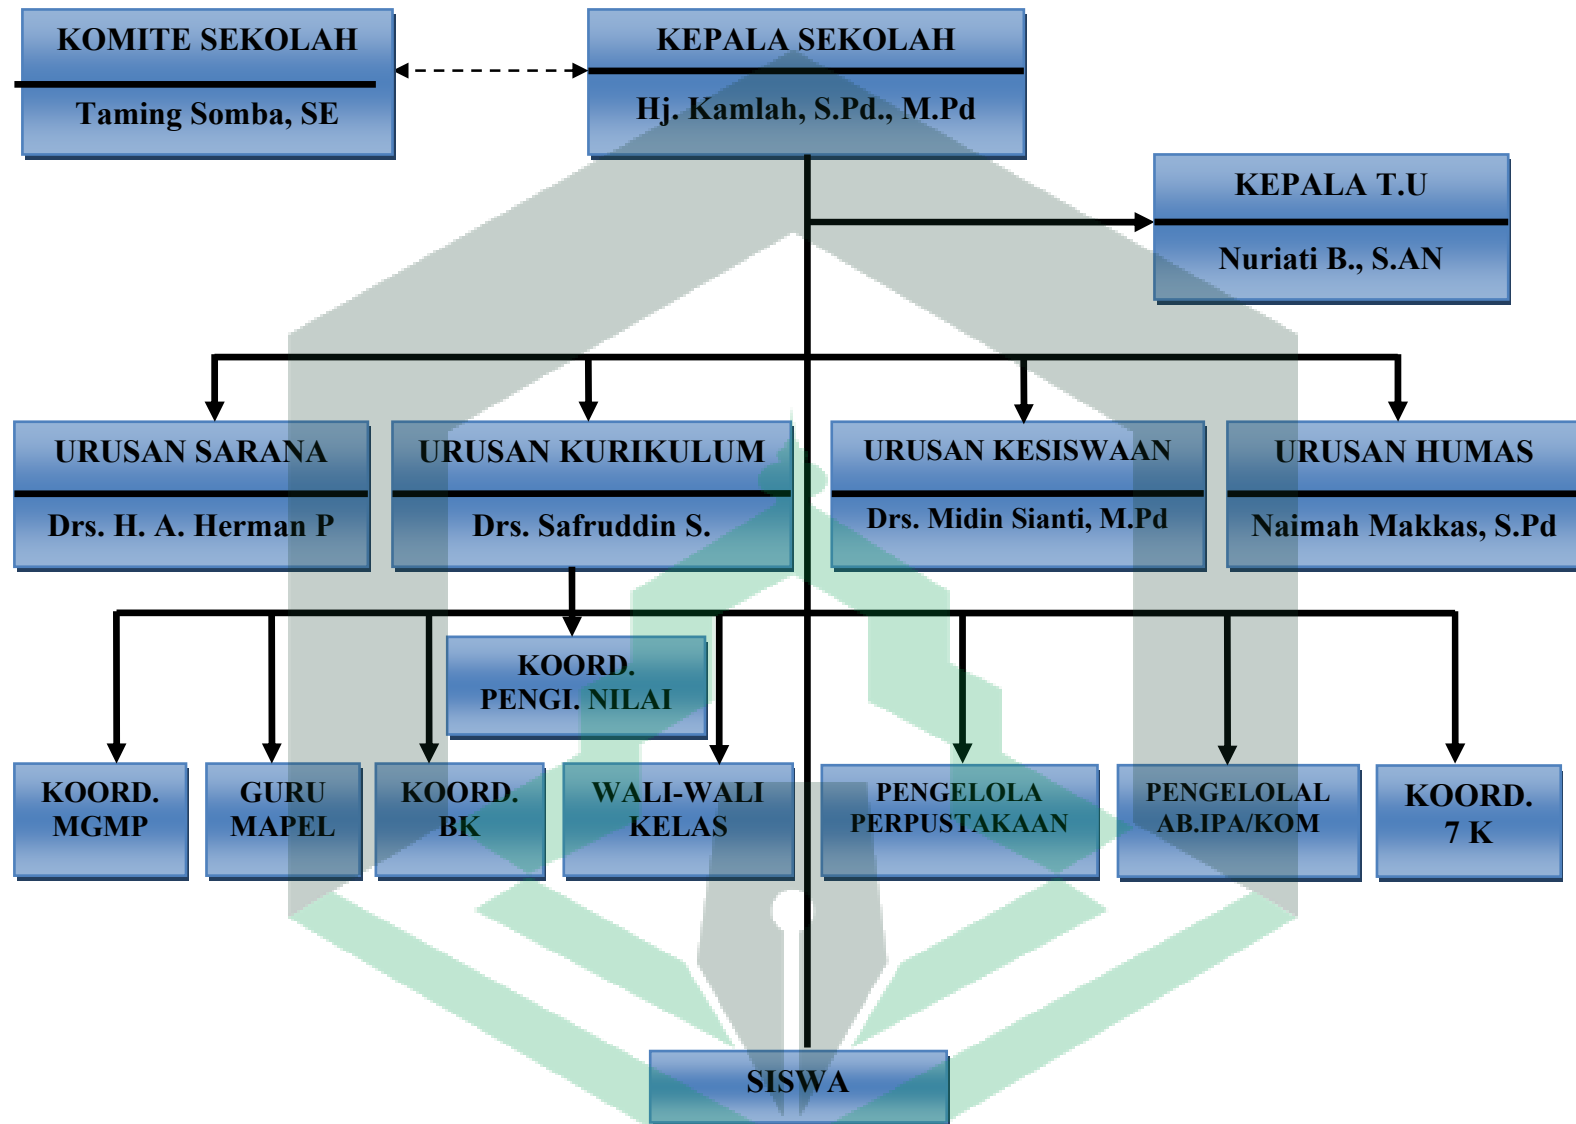 KOMITE SEKOLAH
Taming Somba, SE
KEPALA SEKOLAH
Hj. Kamlah, S.Pd., M.Pd
KEPALA T.U
Nuriati B., S.AN
URUSAN SARANA
Drs. H. A. Herman P
URUSAN KURIKULUM
Drs. Safruddin S.
URUSAN KESISWAAN
Drs. Midin Sianti, M.Pd
URUSAN HUMAS
Naimah Makkas, S.Pd
KOORD.
PENGI. NILAI
KOORD.
MGMP
GURU
MAPEL
KOORD.
BK
WALI-WALI
KELAS
PENGELOLA
PERPUSTAKAAN
PENGELOLAL
AB.IPA/KOM
KOORD.
7 K
SISWA